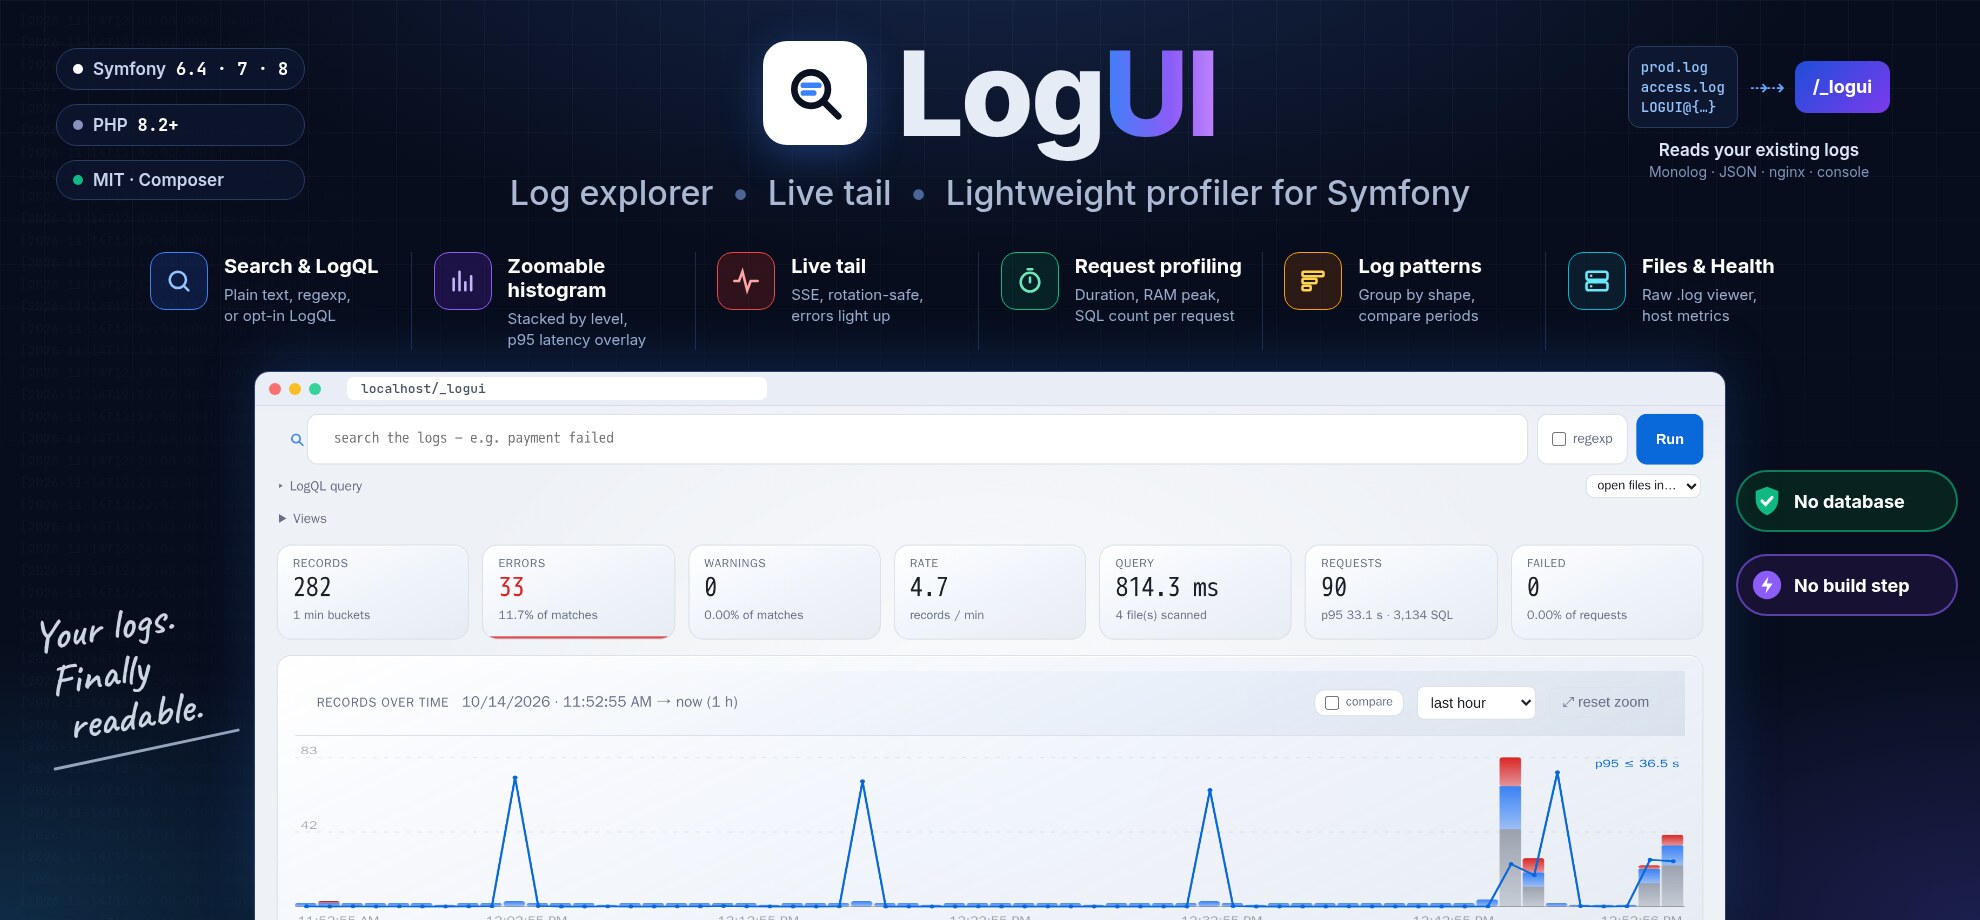 Symfony 6.4 · 7 · 8
PHP 8.2+
MIT · Composer
LogUI
Log explorer • Live tail • Lightweight profiler for Symfony
prod.log
access.log
LOGUI@{…}
/_logui
Reads your existing logs
Monolog · JSON · nginx · console
Search & LogQL
Plain text, regexp,
or opt-in LogQL
Zoomable
histogram
Stacked by level,
p95 latency overlay
Live tail
SSE, rotation-safe,
errors light up
Request profiling
Duration, RAM peak,
SQL count per request
Log patterns
Group by shape,
compare periods
Files & Health
Raw .log viewer,
host metrics
localhost/_logui
search the logs — e.g. payment failed
regexp
Run
LogQL query
open files in…
Views
RECORDS
282
1 min buckets
ERRORS
33
11.7% of matches
WARNINGS
0
0.00% of matches
RATE
4.7
records / min
QUERY
814.3 ms
4 file(s) scanned
REQUESTS
90
p95 33.1 s · 3,134 SQL
FAILED
0
0.00% of requests
No database
No build step
Your logs.
Finally
readable.
RECORDS OVER TIME 10/14/2026 · 11:52:55 AM → now (1 h)
compare
last hour
reset zoom
83
p95 ≤ 36.5 s
42